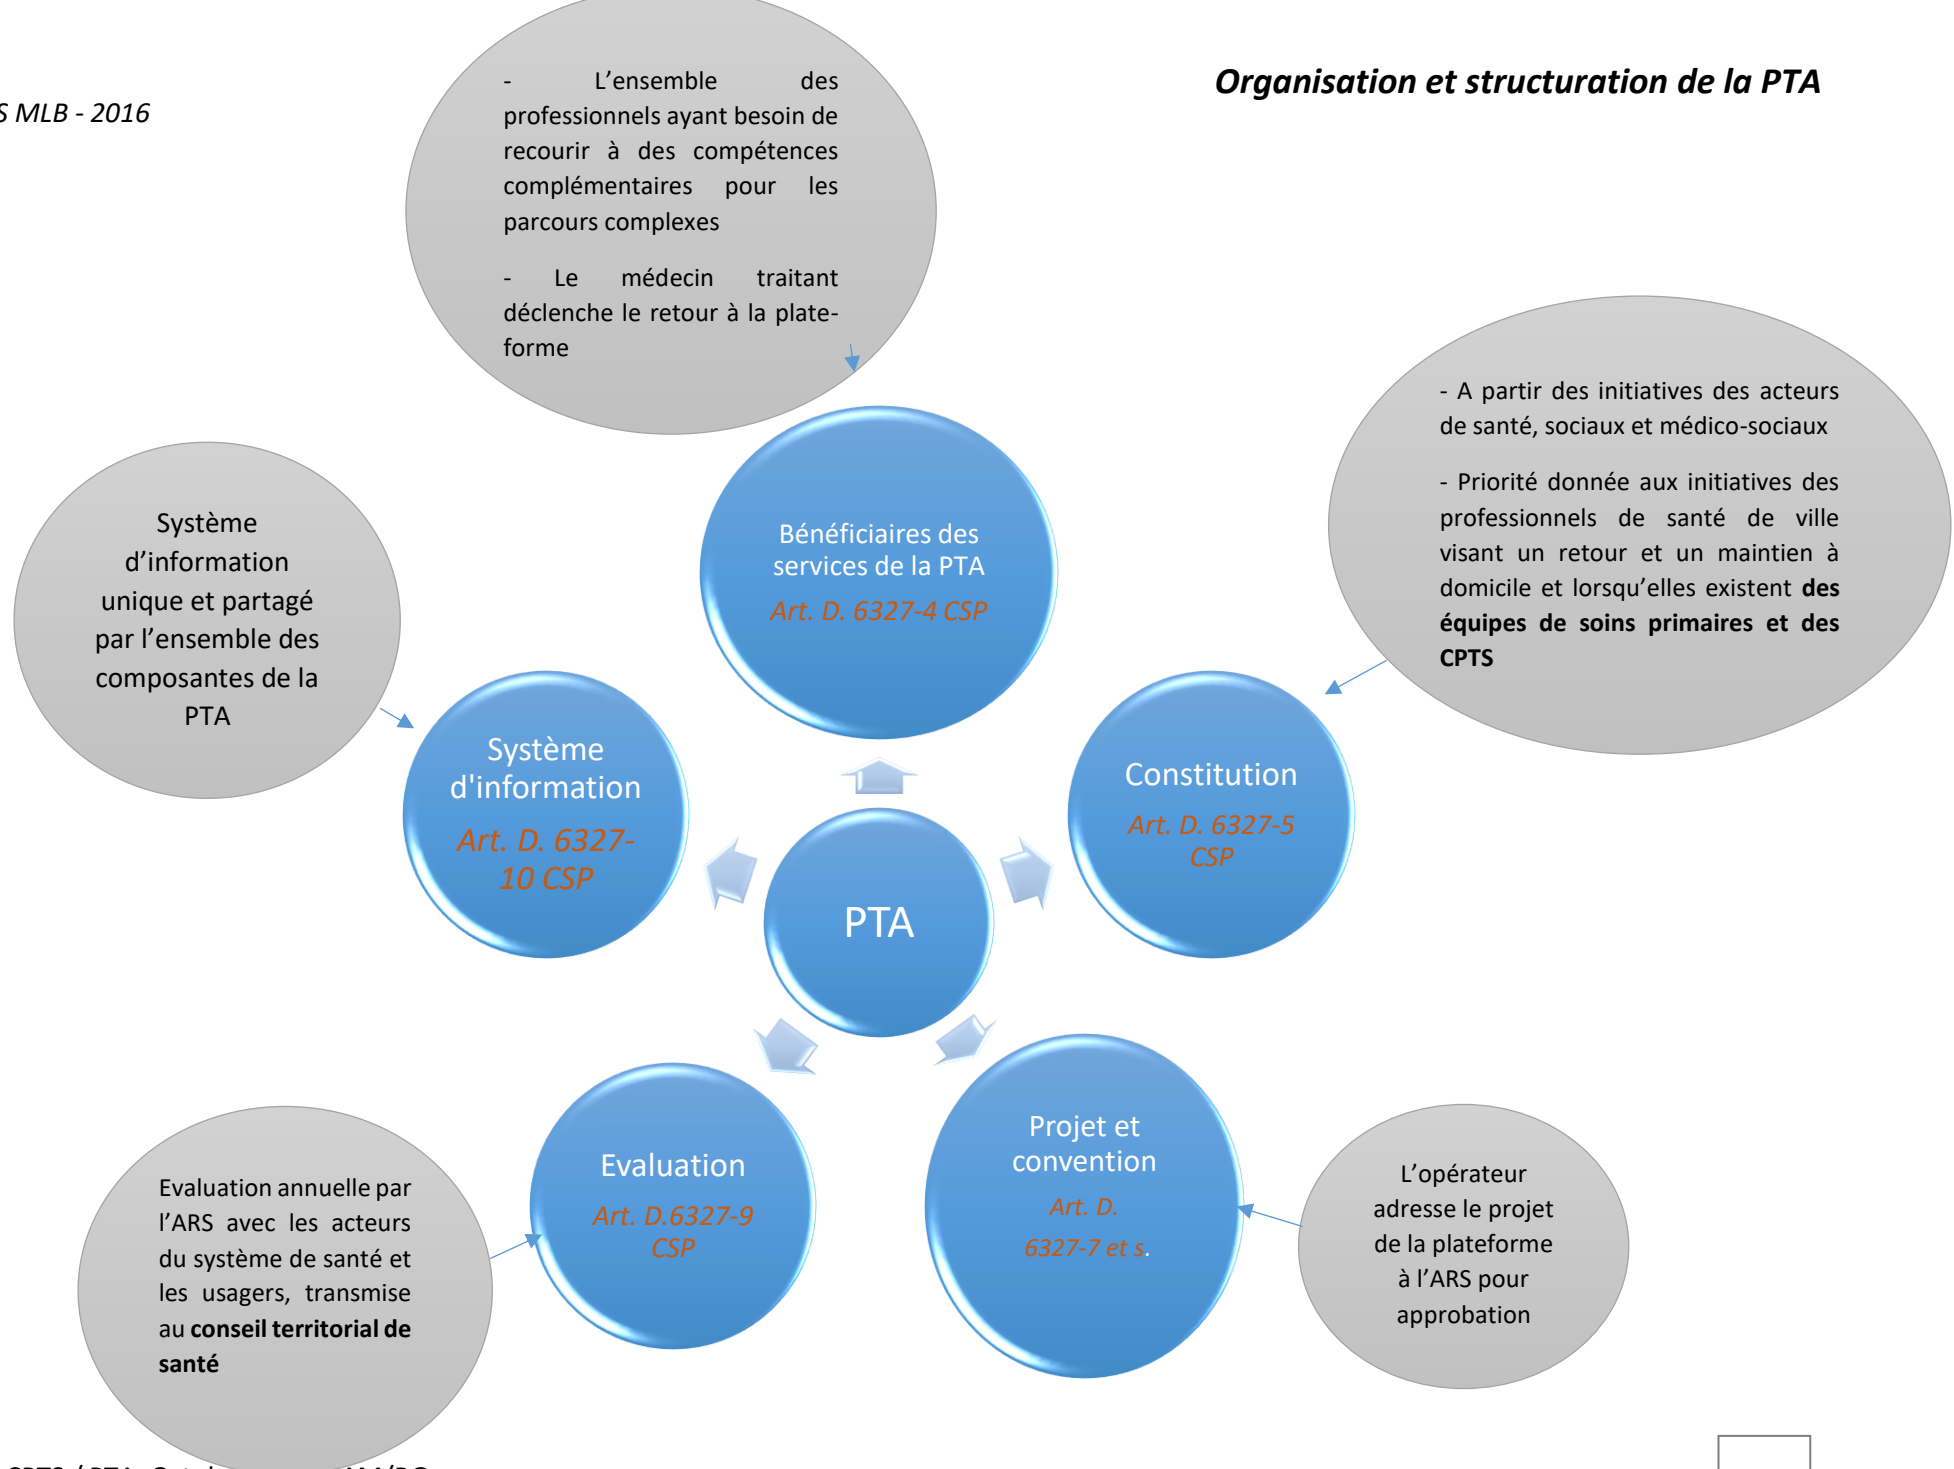 Organisation et structuration de la PTA
S MLB - 2016
- L’ensemble des
professionnels ayant besoin de
recourir à des compétences
complémentaires pour les
parcours complexes
- Le médecin traitant
déclenche le retour à la plate-
forme
- A partir des initiatives des acteurs
de santé, sociaux et médico-sociaux
- Priorité donnée aux initiatives des
professionnels de santé de ville
visant un retour et un maintien à
domicile et lorsqu’elles existent des
équipes de soins primaires et des
CPTS
Système
d’information
unique et partagé
par l’ensemble des
composantes de la
PTA
Bénéficiaires des
services de la PTA
Art. D. 6327-4 CSP
Système
d'information
Art. D. 6327-
10 CSP
Constitution
Art. D. 6327-5
CSP
PTA
Evaluation
Art. D.6327-9
CSP
Projet et
convention
Art. D.
6327-7 et s.
Evaluation annuelle par
l’ARS avec les acteurs
du système de santé et
les usagers, transmise
au conseil territorial de
santé
L’opérateur
adresse le projet
de la plateforme
à l’ARS pour
approbation